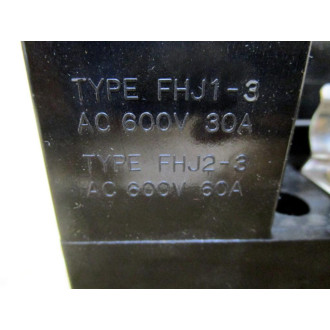 TYPE FHJ1-3
AC 600V 30A
TYPE FHJ2-3
AC 600V 60A